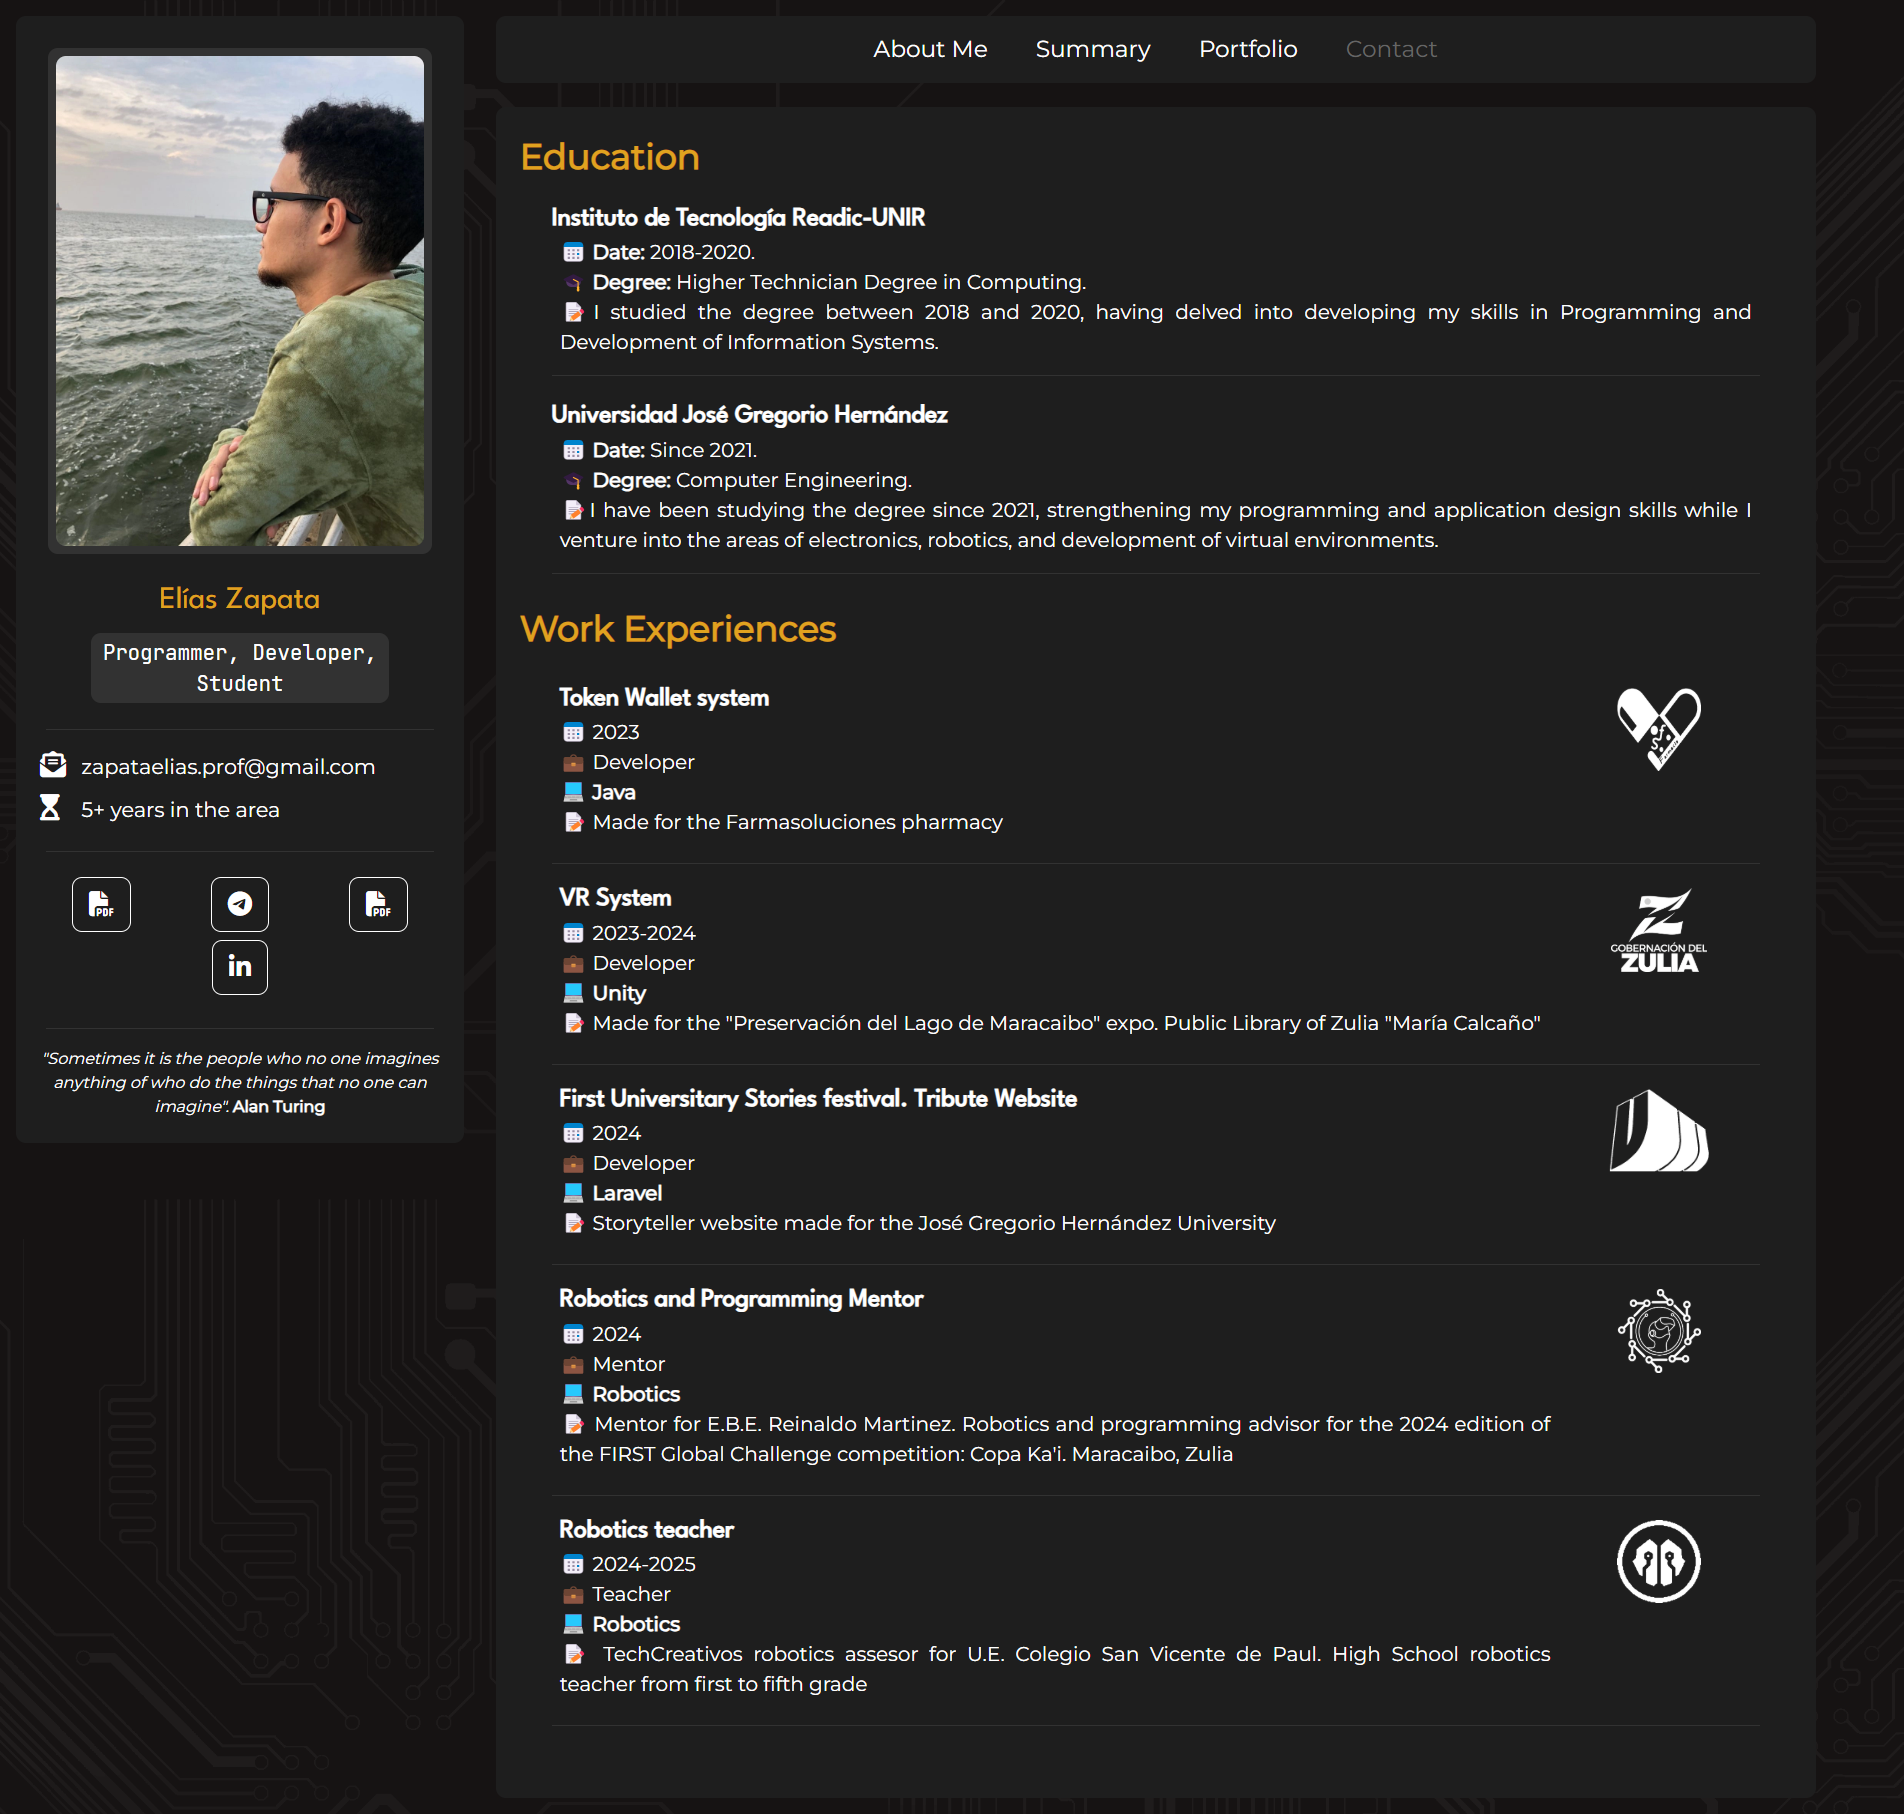 About Me Summary Portfolio Contact
Elías Zapata
Programmer, Developer,
Student
zapataelias.prof@gmail.com
5+ years in the area
PDF
PDF
in
"Sometimes it is the people who no one imagines
anything of who do the things that no one can
imagine". Alan Turing
Education
Instituto de Tecnología Readic-UNIR
Date: 2018-2020.
Degree: Higher Technician Degree in Computing.
I studied the degree between 2018 and 2020, having delved into developing my skills in Programming and
Development of Information Systems.
Universidad José Gregorio Hernández
Date: Since 2021.
Degree: Computer Engineering.
I have been studying the degree since 2021, strengthening my programming and application design skills while I
venture into the areas of electronics, robotics, and development of virtual environments.
Work Experiences
Token Wallet system
2023
Developer
Java
Made for the Farmasoluciones pharmacy
VR System
2023-2024
Developer
Unity
Made for the "Preservación del Lago de Maracaibo" expo. Public Library of Zulia "María Calcaño"
GOBERNACIÓN DEL
ZULIA
First Universitary Stories festival. Tribute Website
2024
Developer
Laravel
Storyteller website made for the José Gregorio Hernández University
Robotics and Programming Mentor
2024
Mentor
Robotics
Mentor for E.B.E. Reinaldo Martinez. Robotics and programming advisor for the 2024 edition of
the FIRST Global Challenge competition: Copa Ka'i. Maracaibo, Zulia
Robotics teacher
2024-2025
Teacher
Robotics
TechCreativos robotics assesor for U.E. Colegio San Vicente de Paul. High School robotics
teacher from first to fifth grade